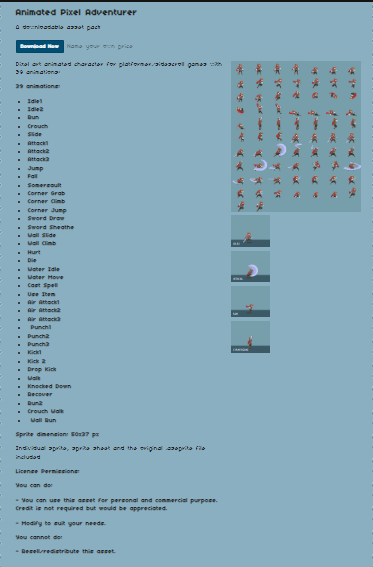 Animated Pixel Adventurer
A downloadable asset pack
Download Now Name your own price
Pixel art animated character for platformer/sidescroll games with
39 animations!
39 animations:
• Idle1
• Idle2
• Run
• Crouch
• Slide
• Attack1
• Attack2
• Attack3
• Jump
• Fall
• Somersault
• Corner Grab
• Corner Climb
• Corner Jump
• Sword Draw
• Sword Sheathe
• Wall Slide
• Wall Climb
• Hurt
• Die
• Water Idle
• Water Move
• Cast Spell
• Use Item
• Air Attack1
• Air Attack2
• Air Attack3
• Punch1
• Punch2
• Punch3
• Kick1
• Kick 2
• Drop Kick
• Walk
• Knocked Down
• Recover
• Run2
• Crouch Walk
• Wall Run
Sprite dimension: 50x37 px
Individual sprite, sprite sheet and the original .aseprite file
included.
License Permissions:
You can do:
- You can use this asset for personal and commercial purpose.
Credit is not required but would be appreciated.
- Modify to suit your needs.
You cannot do:
- Resell/redistribute this asset.